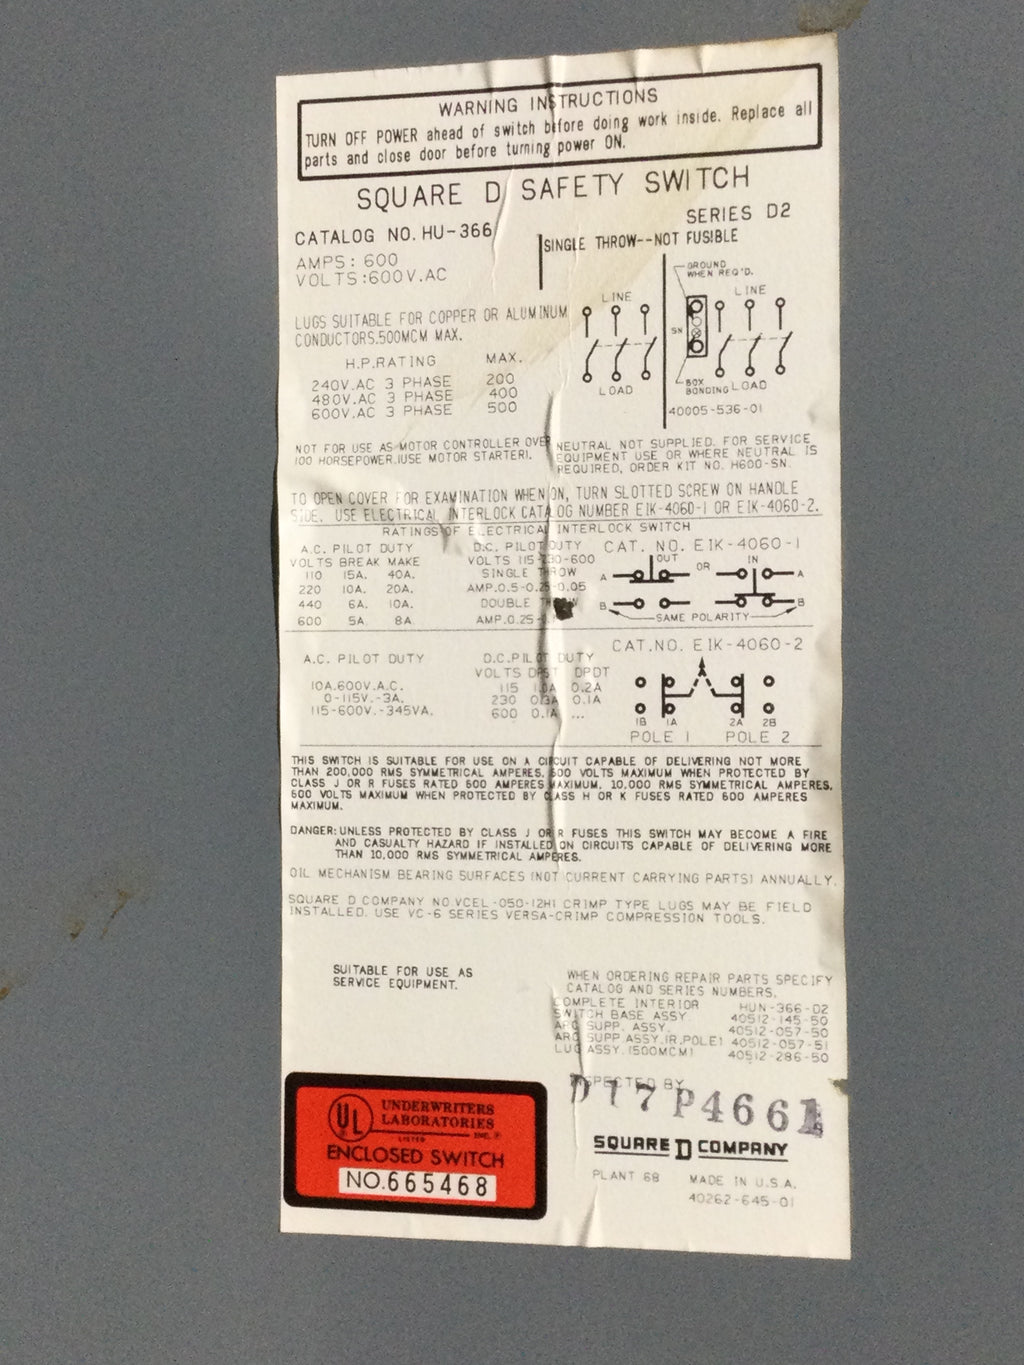 WARNING INSTRUCTIONS
TURN OFF POWER ahead of switch before doing work inside. Replace all
parts and close door before turning power ON.
SQUARE D SAFETY SWITCH
SERIES D2
CATALOG NO. HU-366
SINGLE THROW--NOT FUSIBLE
AMPS: 600
VOLTS: 600V. AC
LUGS SUITABLE FOR COPPER OR ALUMINUM
CONDUCTORS. 500MCM MAX.
H.P. RATING MAX.
240V. AC 3 PHASE 200
480V. AC 3 PHASE 400
600V. AC 3 PHASE 500
LINE
LOAD
GROUND
WHEN REQ'D.
LINE
SN
BOX
BONDING LOAD
40005-536-01
NOT FOR USE AS MOTOR CONTROLLER OVER
100 HORSEPOWER. (USE MOTOR STARTER).
NEUTRAL NOT SUPPLIED. FOR SERVICE
EQUIPMENT USE OR WHERE NEUTRAL IS
REQUIRED, ORDER KIT NO. H600-SN.
TO OPEN COVER FOR EXAMINATION WHEN ON, TURN SLOTTED SCREW ON HANDLE
SIDE. USE ELECTRICAL INTERLOCK CATALOG NUMBER EIK-4060-1 OR EIK-4060-2.
RATINGS OF ELECTRICAL INTERLOCK SWITCH
A.C. PILOT DUTY
VOLTS BREAK MAKE
110 15A. 40A.
220 10A. 20A.
440 6A. 10A.
600 5A. 8A.
D.C. PILOT DUTY
VOLTS 115-230-600
SINGLE THROW
AMP. 0.5-0.25-0.05
DOUBLE THROW
AMP. 0.25-
CAT. NO. EIK-4060-1
OUT OR IN
A A
B B
SAME POLARITY
A.C. PILOT DUTY
10A. 600V. A.C.
0-115V.-3A.
115-600V.-345VA.
D.C. PILOT DUTY
VOLTS DPST DPDT
115 1.0A 0.2A
230 0.3A 0.1A
600 0.1A ...
CAT. NO. EIK-4060-2
1B 1A 2A 2B
POLE 1 POLE 2
THIS SWITCH IS SUITABLE FOR USE ON A CIRCUIT CAPABLE OF DELIVERING NOT MORE
THAN 200,000 RMS SYMMETRICAL AMPERES, 600 VOLTS MAXIMUM WHEN PROTECTED BY
CLASS J OR R FUSES RATED 600 AMPERES MAXIMUM. 10,000 RMS SYMMETRICAL AMPERES,
600 VOLTS MAXIMUM WHEN PROTECTED BY CLASS H OR K FUSES RATED 600 AMPERES
MAXIMUM.
DANGER: UNLESS PROTECTED BY CLASS J OR R FUSES THIS SWITCH MAY BECOME A FIRE
AND CASUALTY HAZARD IF INSTALLED ON CIRCUITS CAPABLE OF DELIVERING MORE
THAN 10,000 RMS SYMMETRICAL AMPERES.
OIL MECHANISM BEARING SURFACES (NOT CURRENT CARRYING PARTS) ANNUALLY.
SQUARE D COMPANY NO. VCEL-050-12H1 CRIMP TYPE LUGS MAY BE FIELD
INSTALLED. USE VC-6 SERIES VERSA-CRIMP COMPRESSION TOOLS.
SUITABLE FOR USE AS
SERVICE EQUIPMENT.
WHEN ORDERING REPAIR PARTS SPECIFY
CATALOG AND SERIES NUMBERS.
COMPLETE INTERIOR HUN-366-D2
SWITCH BASE ASSY 40512-145-50
ARC SUPP. ASSY. 40512-057-50
ARC SUPP. ASSY. (R. POLE) 40512-057-51
LUG ASSY. (500MCM) 40512-286-50
INSPECTED BY
D17P4661
SQUARE D COMPANY
PLANT 68 MADE IN U.S.A.
40262-645-01
UL
UNDERWRITERS
LABORATORIES
INC.®
LISTED
ENCLOSED SWITCH
NO. 665468